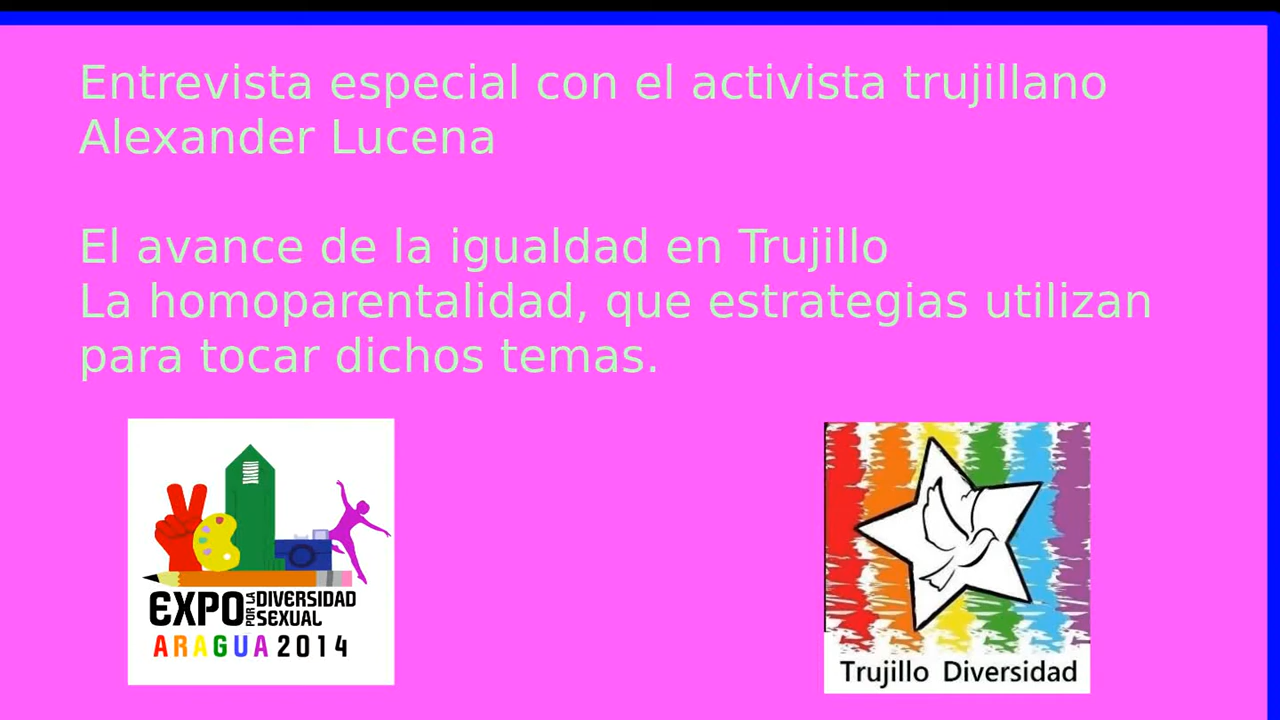 Entrevista especial con el activista trujillano
Alexander Lucena
El avance de la igualdad en Trujillo
La homoparentalidad, que estrategias utilizan
para tocar dichos temas.
EXPO POR LA DIVERSIDAD
SEXUAL
ARAGUA 2014
Trujillo Diversidad